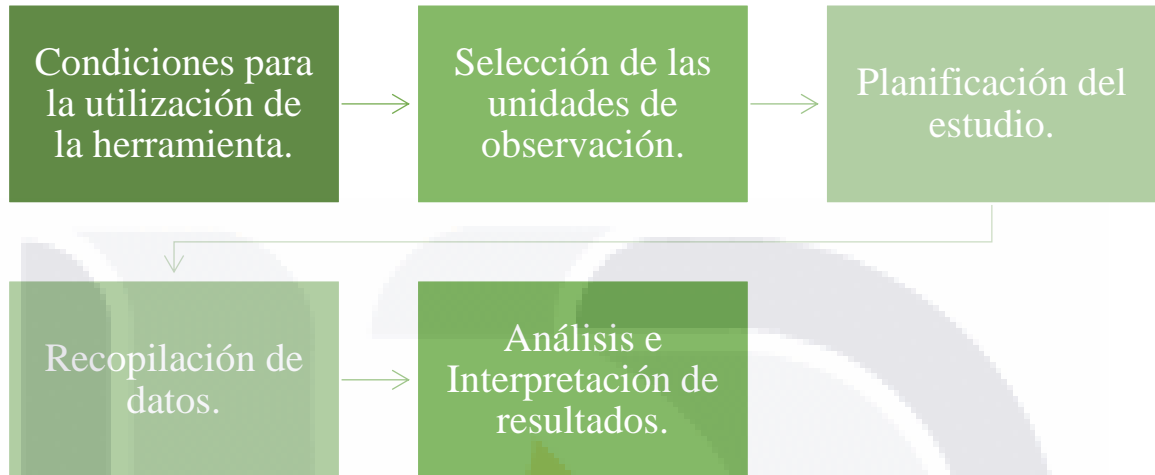 Condiciones para
la utilización de
la herramienta.
Selección de las
unidades de
observación.
Planificación del
estudio.
Recopilación de
datos.
Análisis e
Interpretación de
resultados.